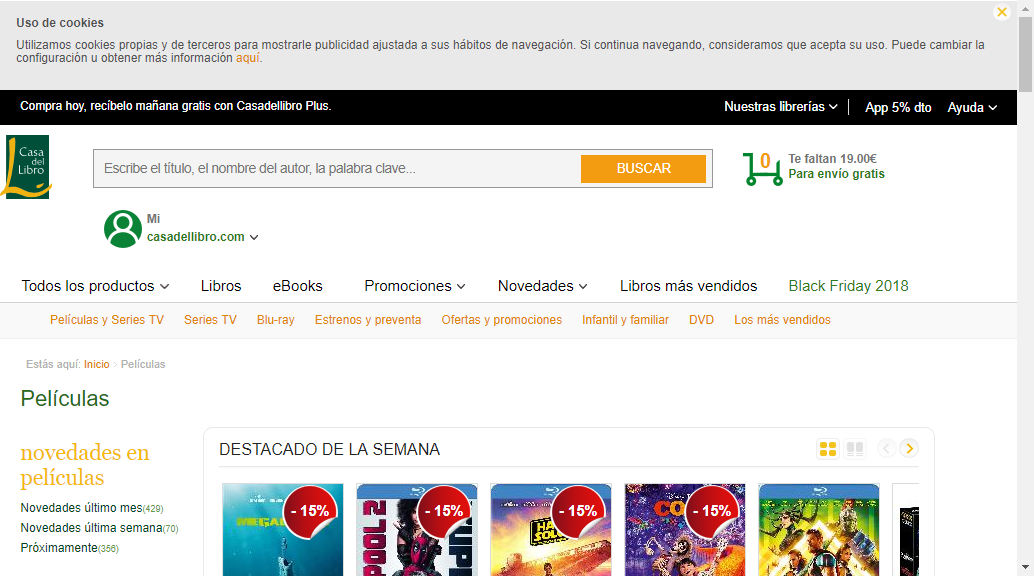 Uso de cookies
Utilizamos cookies propias y de terceros para mostrarle publicidad ajustada a sus hábitos de navegación. Si continua navegando, consideramos que acepta su uso. Puede cambiar la
configuración u obtener más información aquí.
Compra hoy, recíbelo mañana gratis con Casadellibro Plus.
Nuestras librerías
App 5% dto
Ayuda
Casa
del
Libro
Escribe el título, el nombre del autor, la palabra clave...
BUSCAR
0
Te faltan 19.00€
Para envío gratis
Mi
casadellibro.com
Todos los productos
Libros
eBooks
Promociones
Novedades
Libros más vendidos
Black Friday 2018
Películas y Series TV
Series TV
Blu-ray
Estrenos y preventa
Ofertas y promociones
Infantil y familiar
DVD
Los más vendidos
Estás aquí: Inicio › Películas
Películas
novedades en
películas
Novedades último mes(429)
Novedades última semana(70)
Próximamente(356)
DESTACADO DE LA SEMANA
- 15%
- 15%
- 15%
- 15%